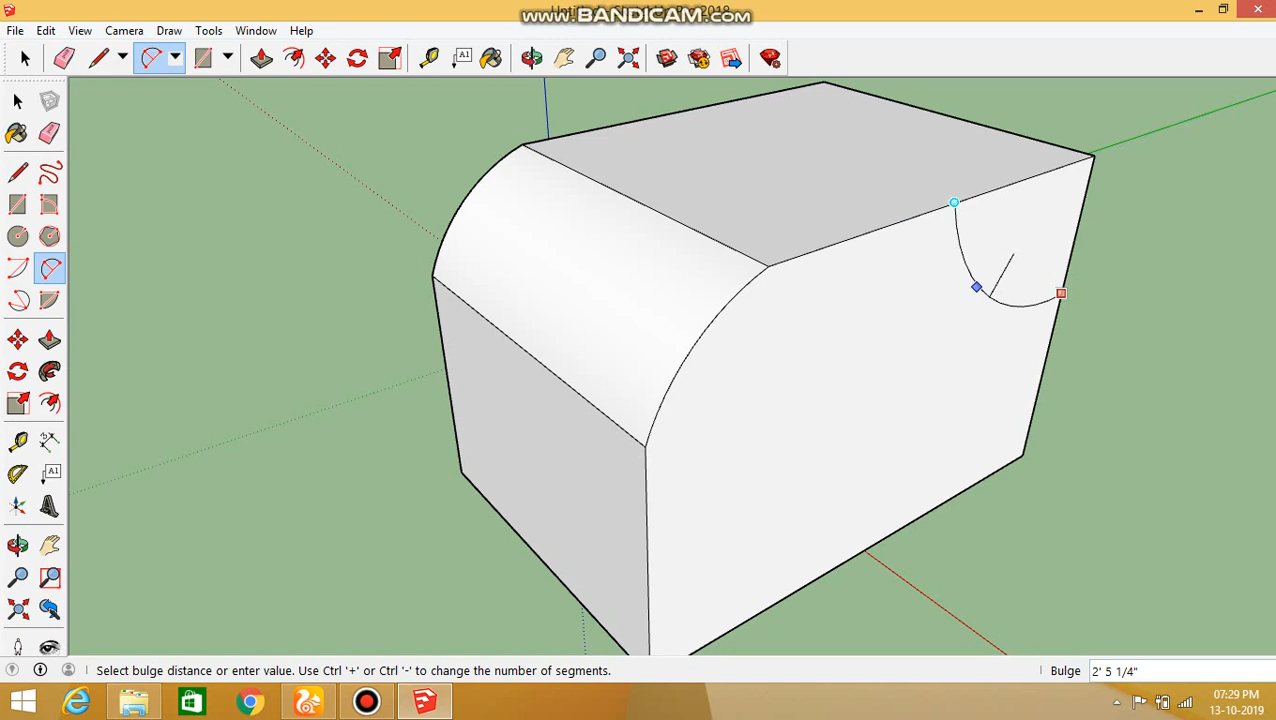 www.BANDICAM.com
File Edit View Camera Draw Tools Window Help
A1
A1
Select bulge distance or enter value. Use Ctrl '+' or Ctrl '-' to change the number of segments.
Bulge 2' 5 1/4"
07:29 PM
13-10-2019